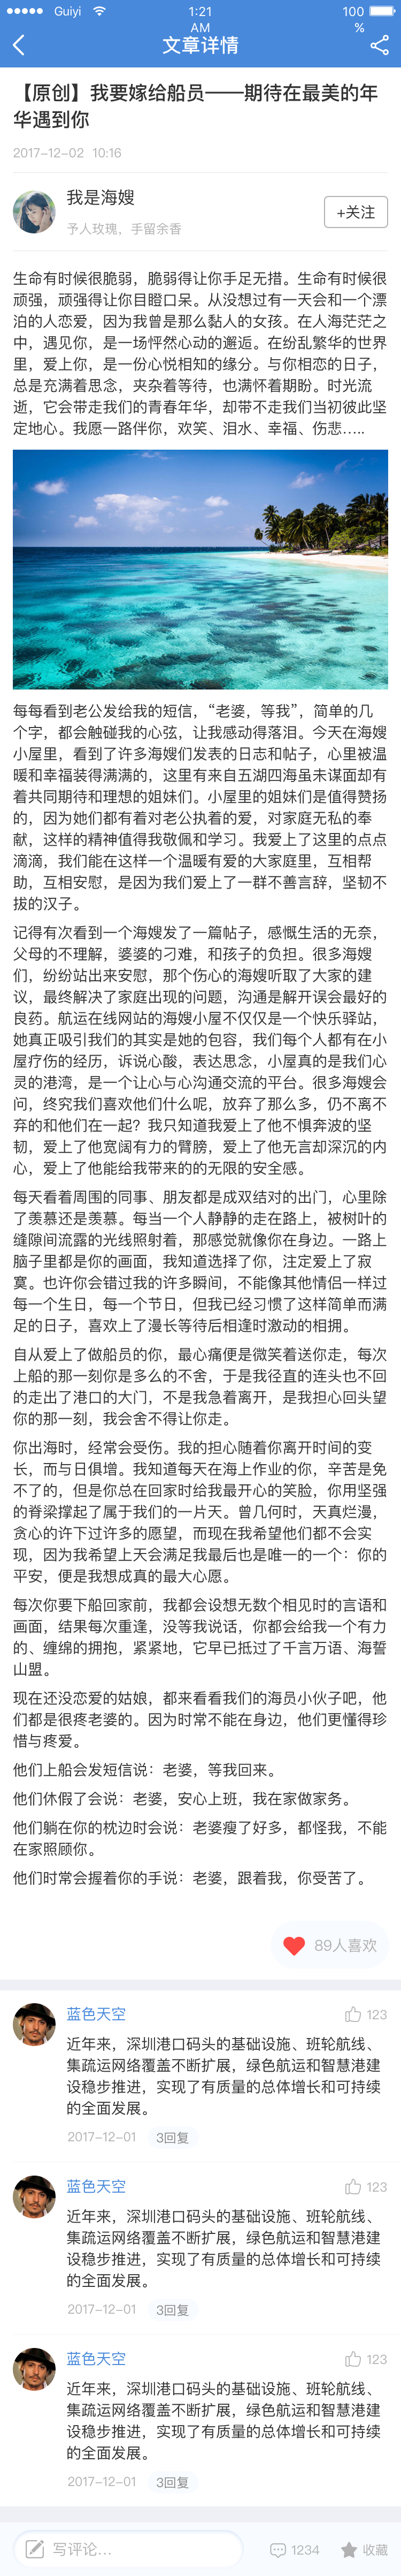 Guiyi
1:21
AM
100
%
文章详情
【原创】我要嫁给船员——期待在最美的年
华遇到你
2017-12-02 10:16
我是海嫂
予人玫瑰，手留余香
+关注
生命有时候很脆弱，脆弱得让你手足无措。生命有时候很
顽强，顽强得让你目瞪口呆。从没想过有一天会和一个漂
泊的人恋爱，因为我曾是那么黏人的女孩。在人海茫茫之
中，遇见你，是一场怦然心动的邂逅。在纷乱繁华的世界
里，爱上你，是一份心悦相知的缘分。与你相恋的日子，
总是充满着思念，夹杂着等待，也满怀着期盼。时光流
逝，它会带走我们的青春年华，却带不走我们当初彼此坚
定地心。我愿一路伴你，欢笑、泪水、幸福、伤悲…..
每每看到老公发给我的短信，“老婆，等我”，简单的几
个字，都会触碰我的心弦，让我感动得落泪。今天在海嫂
小屋里，看到了许多海嫂们发表的日志和帖子，心里被温
暖和幸福装得满满的，这里有来自五湖四海虽未谋面却有
着共同期待和理想的姐妹们。小屋里的姐妹们是值得赞扬
的，因为她们都有着对老公执着的爱，对家庭无私的奉
献，这样的精神值得我敬佩和学习。我爱上了这里的点点
滴滴，我们能在这样一个温暖有爱的大家庭里，互相帮
助，互相安慰，是因为我们爱上了一群不善言辞，坚韧不
拔的汉子。
记得有次看到一个海嫂发了一篇帖子，感慨生活的无奈，
父母的不理解，婆婆的刁难，和孩子的负担。很多海嫂
们，纷纷站出来安慰，那个伤心的海嫂听取了大家的建
议，最终解决了家庭出现的问题，沟通是解开误会最好的
良药。航运在线网站的海嫂小屋不仅仅是一个快乐驿站，
她真正吸引我们的其实是她的包容，我们每个人都有在小
屋疗伤的经历，诉说心酸，表达思念，小屋真的是我们心
灵的港湾，是一个让心与心沟通交流的平台。很多海嫂会
问，终究我们喜欢他们什么呢，放弃了那么多，仍不离不
弃的和他们在一起？我只知道我爱上了他不惧奔波的坚
韧，爱上了他宽阔有力的臂膀，爱上了他无言却深沉的内
心，爱上了他能给我带来的的无限的安全感。
每天看着周围的同事、朋友都是成双结对的出门，心里除
了羡慕还是羡慕。每当一个人静静的走在路上，被树叶的
缝隙间流露的光线照射着，那感觉就像你在身边。一路上
脑子里都是你的画面，我知道选择了你，注定爱上了寂
寞。也许你会错过我的许多瞬间，不能像其他情侣一样过
每一个生日，每一个节日，但我已经习惯了这样简单而满
足的日子，喜欢上了漫长等待后相逢时激动的相拥。
自从爱上了做船员的你，最心痛便是微笑着送你走，每次
上船的那一刻你是多么的不舍，于是我径直的连头也不回
的走出了港口的大门，不是我急着离开，是我担心回头望
你的那一刻，我会舍不得让你走。
你出海时，经常会受伤。我的担心随着你离开时间的变
长，而与日俱增。我知道每天在海上作业的你，辛苦是免
不了的，但是你总在回家时给我最开心的笑脸，你用坚强
的脊梁撑起了属于我们的一片天。曾几何时，天真烂漫，
贪心的许下过许多的愿望，而现在我希望他们都不会实
现，因为我希望上天会满足我最后也是唯一的一个：你的
平安，便是我想成真的最大心愿。
每次你要下船回家前，我都会设想无数个相见时的言语和
画面，结果每次重逢，没等我说话，你都会给我一个有力
的、缠绵的拥抱，紧紧地，它早已抵过了千言万语、海誓
山盟。
现在还没恋爱的姑娘，都来看看我们的海员小伙子吧，他
们都是很疼老婆的。因为时常不能在身边，他们更懂得珍
惜与疼爱。
他们上船会发短信说：老婆，等我回来。
他们休假了会说：老婆，安心上班，我在家做家务。
他们躺在你的枕边时会说：老婆瘦了好多，都怪我，不能
在家照顾你。
他们时常会握着你的手说：老婆，跟着我，你受苦了。
89人喜欢
蓝色天空
123
近年来，深圳港口码头的基础设施、班轮航线、
集疏运网络覆盖不断扩展，绿色航运和智慧港建
设稳步推进，实现了有质量的总体增长和可持续
的全面发展。
2017-12-01 3回复
蓝色天空
123
近年来，深圳港口码头的基础设施、班轮航线、
集疏运网络覆盖不断扩展，绿色航运和智慧港建
设稳步推进，实现了有质量的总体增长和可持续
的全面发展。
2017-12-01 3回复
蓝色天空
123
近年来，深圳港口码头的基础设施、班轮航线、
集疏运网络覆盖不断扩展，绿色航运和智慧港建
设稳步推进，实现了有质量的总体增长和可持续
的全面发展。
2017-12-01 3回复
写评论...
1234
收藏